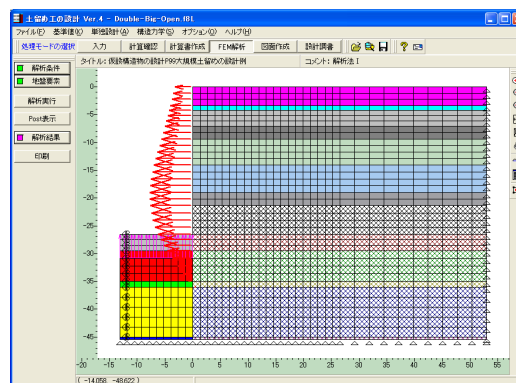 土留め工の設計 Ver.4 - Double-Big-Open.f8L
ファイル(F) 基準値(K) 単独設計(A) 構造力学(S) オプション(O) ヘルプ(H)
処理モードの選択 入力 計算確認 計算書作成 FEM解析 図面作成 設計調書
タイトル：仮設構造物の設計P99大規模土留めの設計例 コメント：解析法Ⅰ
解析条件
地盤要素
解析実行
Post表示
解析結果
印刷
0
-5
-10
-15
-20
-25
-30
-35
-40
-45
-20 -15 -10 -5 0 5 10 15 20 25 30 35 40 45 50 55
( -14.058, -48.622)